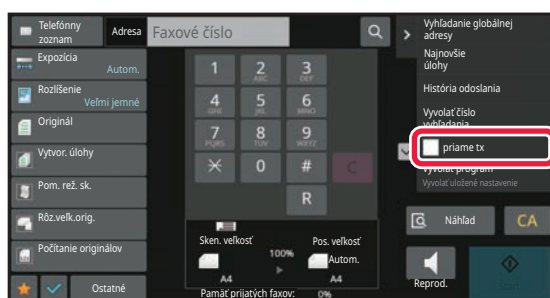 Telefónny
zoznam
Adresa
Faxové číslo
Expozícia
Autom.
Rozlíšenie
Veľmi jemné
Originál
Vytvor. úlohy
Pom. rež. sk.
Rôz.veľk.orig.
Počítanie originálov
Ostatné
1
2
ABC
3
DEF
4
GHI
5
JKL
6
MNO
7
PQRS
8
TUV
9
WXYZ
0
#
C
R
Sken. veľkosť
100%
Pos. veľkosť
Autom.
A4
A4
Pamäť prijatých faxov: 0%
Vyhľadanie globálnej
adresy
Najnovšie
úlohy
História odoslania
Vyvolať číslo
vyhľadania
priame tx
Vyvolať program
Vyvolať uložené nastavenie
Náhľad
CA
Reprod.
Štart